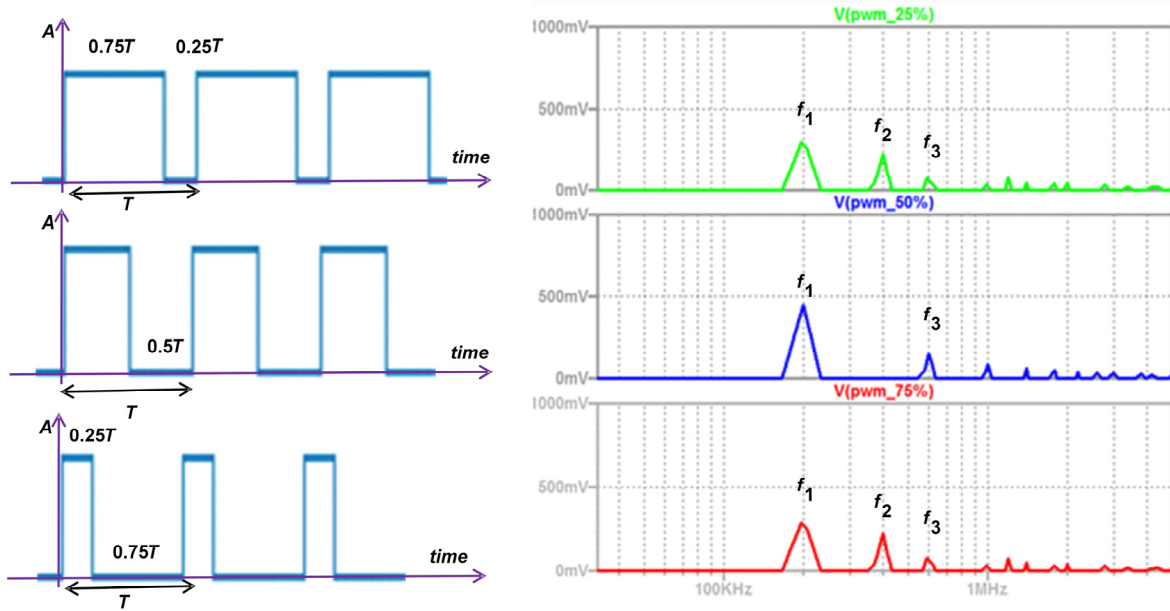 A
0.75T
0.25T
time
T
A
0.5T
time
T
A
0.25T
0.75T
time
T
V(pwm_25%)
1000mV
500mV
0mV
f1
f2
f3
V(pwm_50%)
1000mV
500mV
0mV
f1
f3
V(pwm_75%)
1000mV
500mV
0mV
f1
f2
f3
100KHz
1MHz